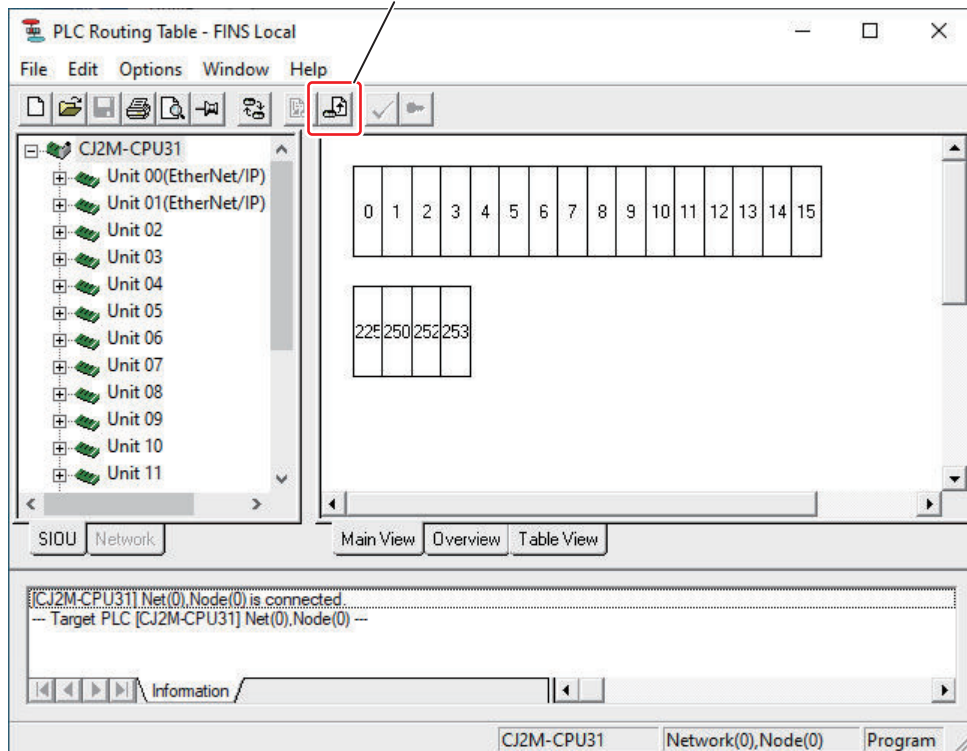 PLC Routing Table - FINS Local
File Edit Options Window Help
CJ2M-CPU31
Unit 00(EtherNet/IP)
Unit 01(EtherNet/IP)
Unit 02
Unit 03
Unit 04
Unit 05
Unit 06
Unit 07
Unit 08
Unit 09
Unit 10
Unit 11
SIOU Network
0 1 2 3 4 5 6 7 8 9 10 11 12 13 14 15
225 250 252 253
Main View Overview Table View
[CJ2M-CPU31] Net(0),Node(0) is connected.
--- Target PLC [CJ2M-CPU31] Net(0),Node(0) ---
Information
CJ2M-CPU31 Network(0),Node(0) Program